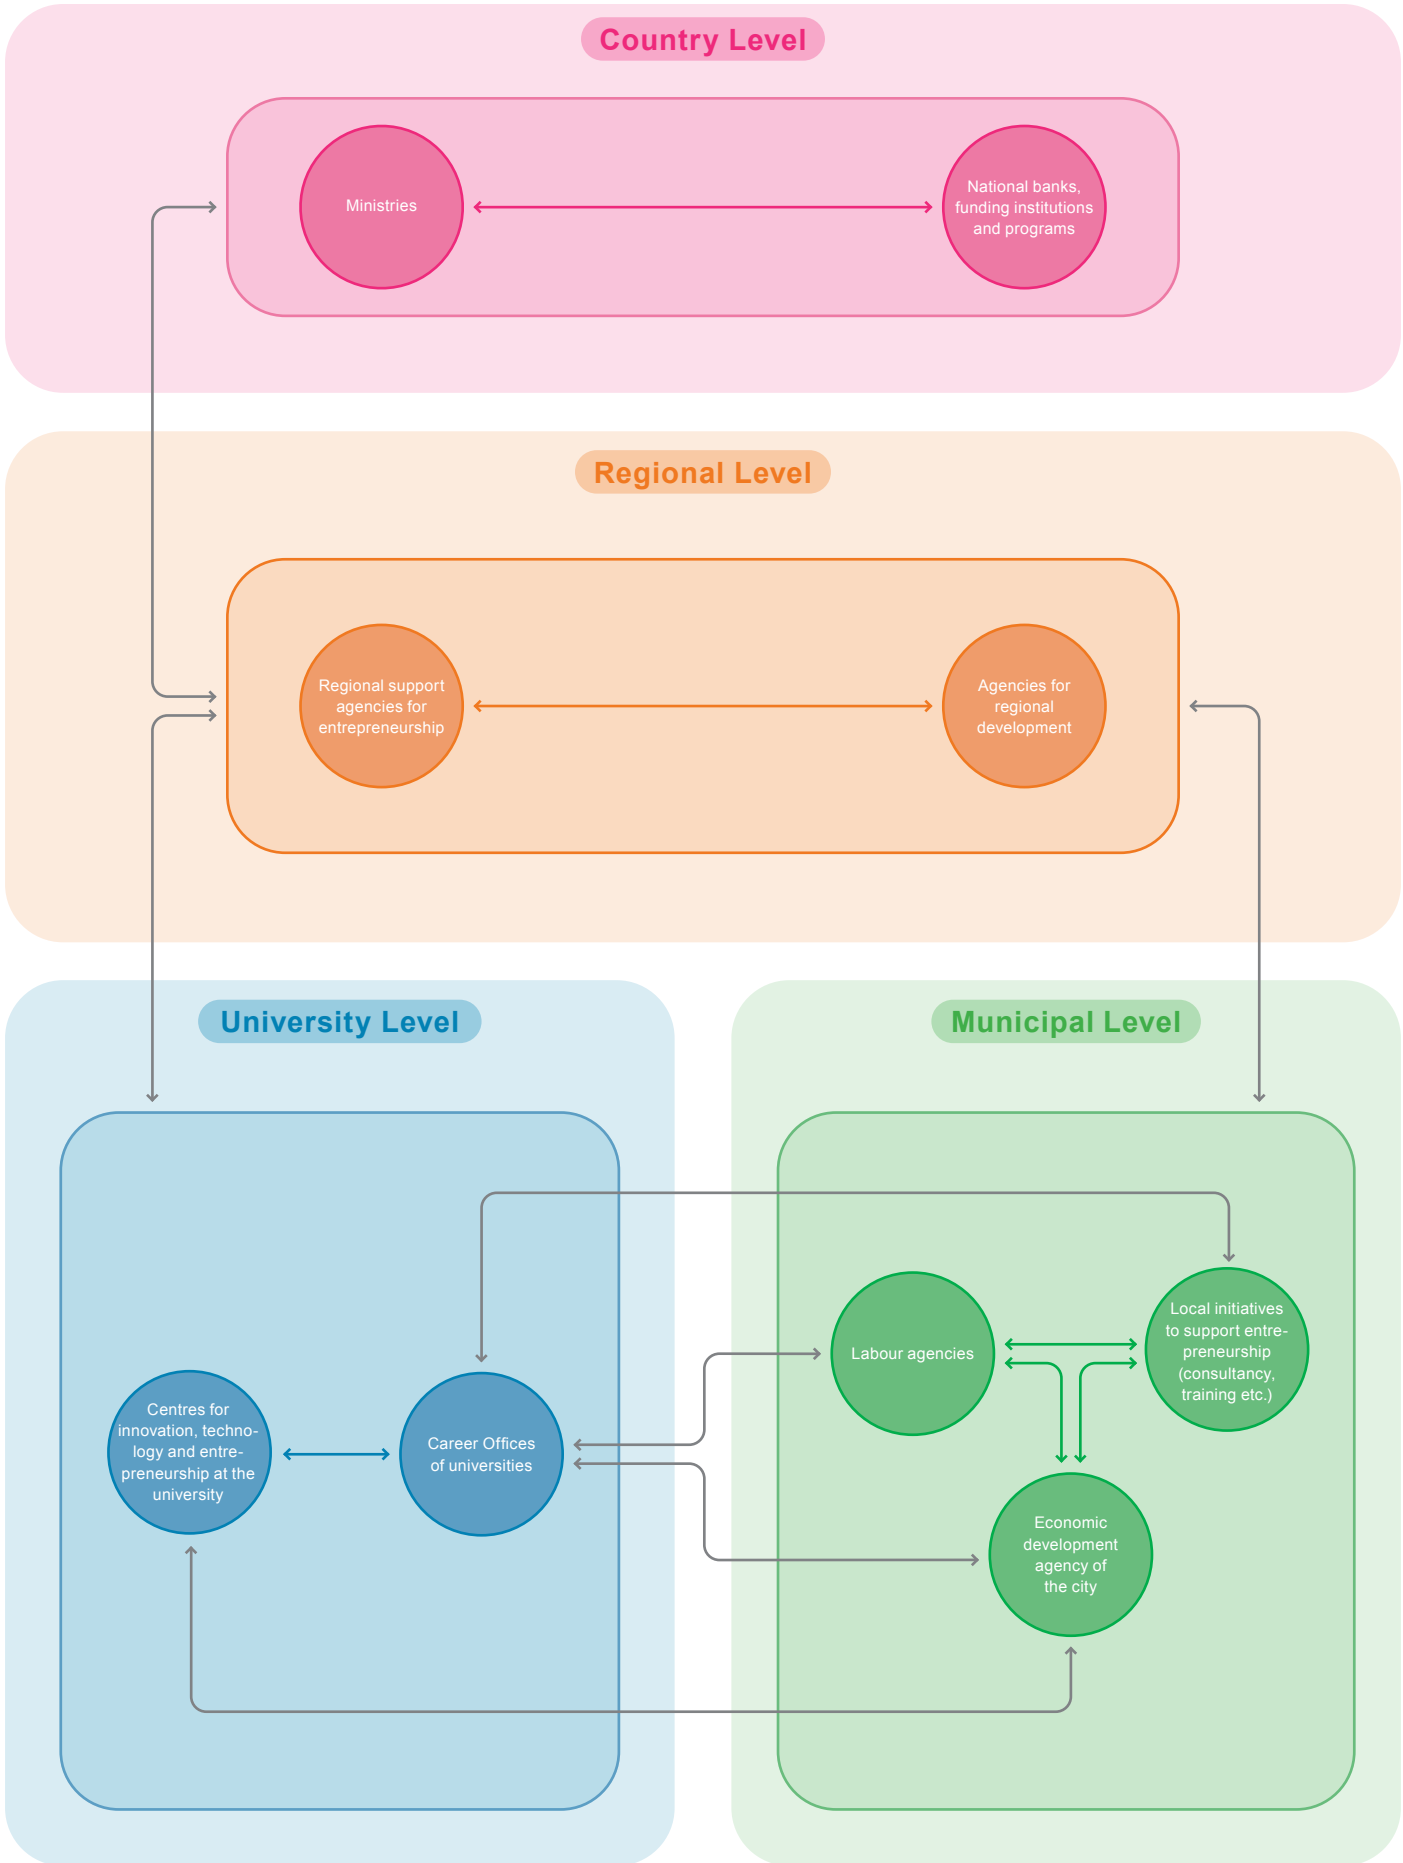 Country Level
Ministries
National banks,
funding institutions
and programs
Regional Level
Regional support
agencies for
entrepreneurship
Agencies for
regional
development
University Level
Centres for
innovation, techno-
logy and entre-
preneurship at the
university
Career Offices
of universities
Municipal Level
Labour agencies
Local initiatives
to support entre-
preneurship
(consultancy,
training etc.)
Economic
development
agency of
the city